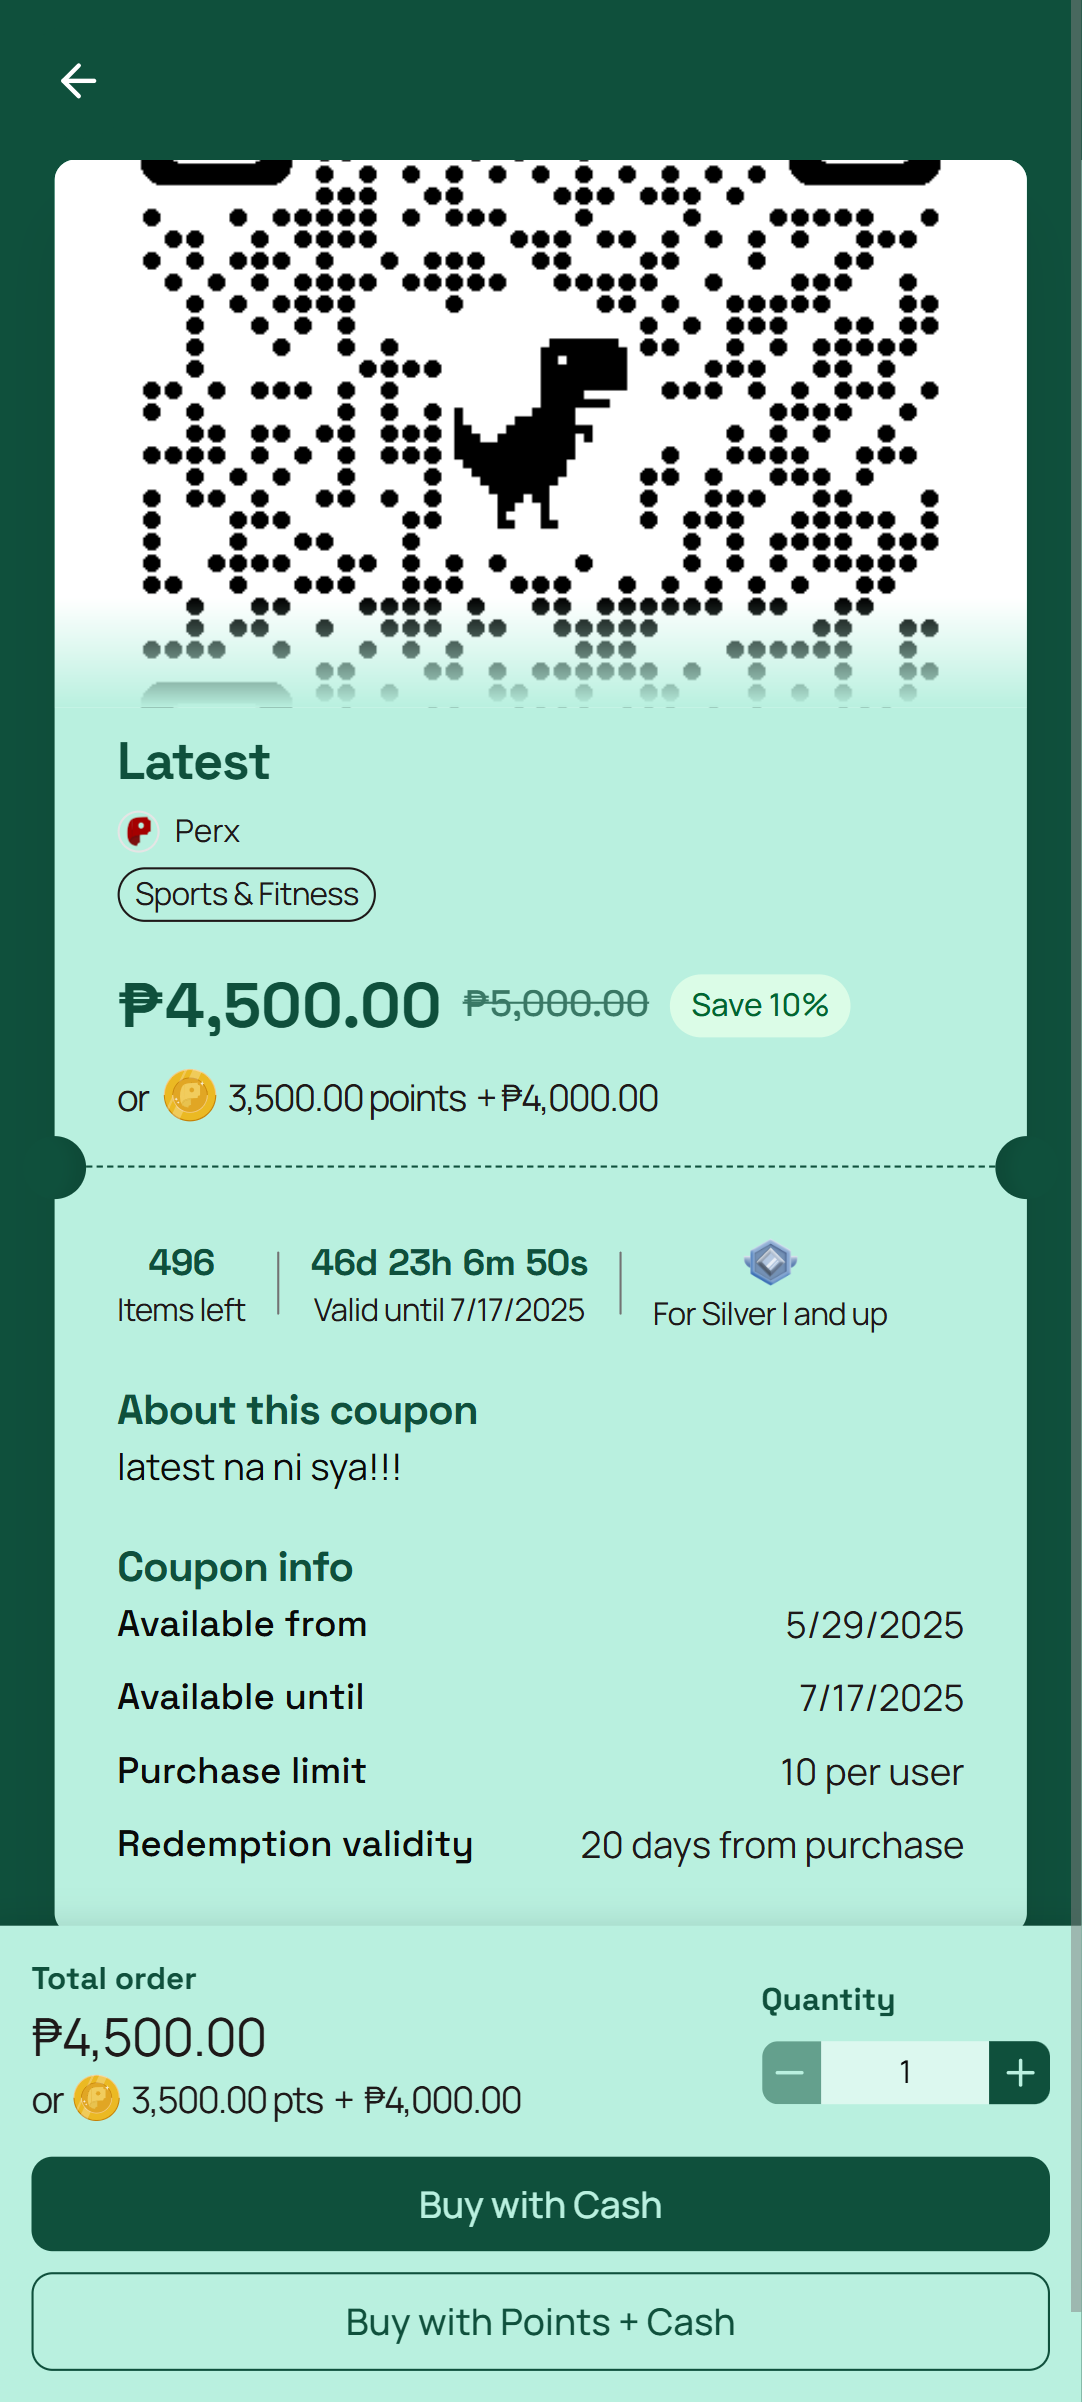 Latest
Perx
Sports & Fitness
₱4,500.00 ₱5,000.00 Save 10%
or 3,500.00 points + ₱4,000.00
496
Items left
46d 23h 6m 50s
Valid until 7/17/2025
For Silver I and up
About this coupon
latest na ni sya!!!
Coupon info
Available from 5/29/2025
Available until 7/17/2025
Purchase limit 10 per user
Redemption validity 20 days from purchase
Total order
₱4,500.00
or 3,500.00 pts + ₱4,000.00
Quantity
1
Buy with Cash
Buy with Points + Cash